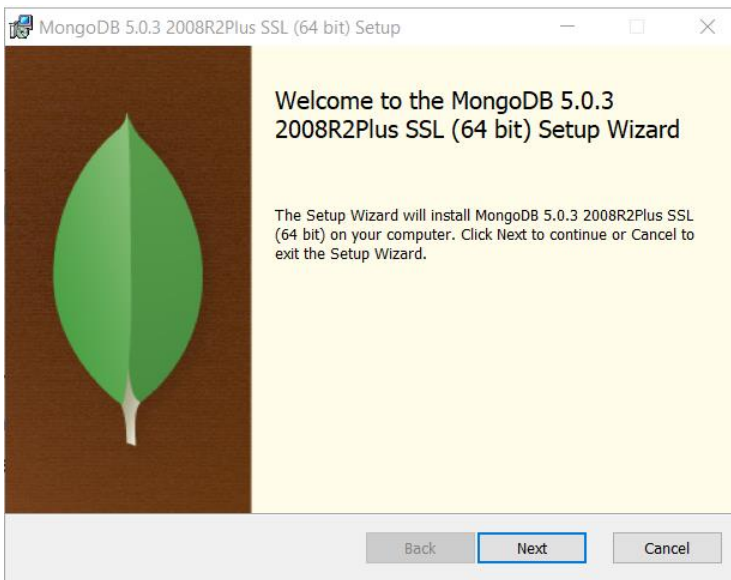 MongoDB 5.0.3 2008R2Plus SSL (64 bit) Setup
Welcome to the MongoDB 5.0.3
2008R2Plus SSL (64 bit) Setup Wizard
The Setup Wizard will install MongoDB 5.0.3 2008R2Plus SSL
(64 bit) on your computer. Click Next to continue or Cancel to
exit the Setup Wizard.
Back Next Cancel